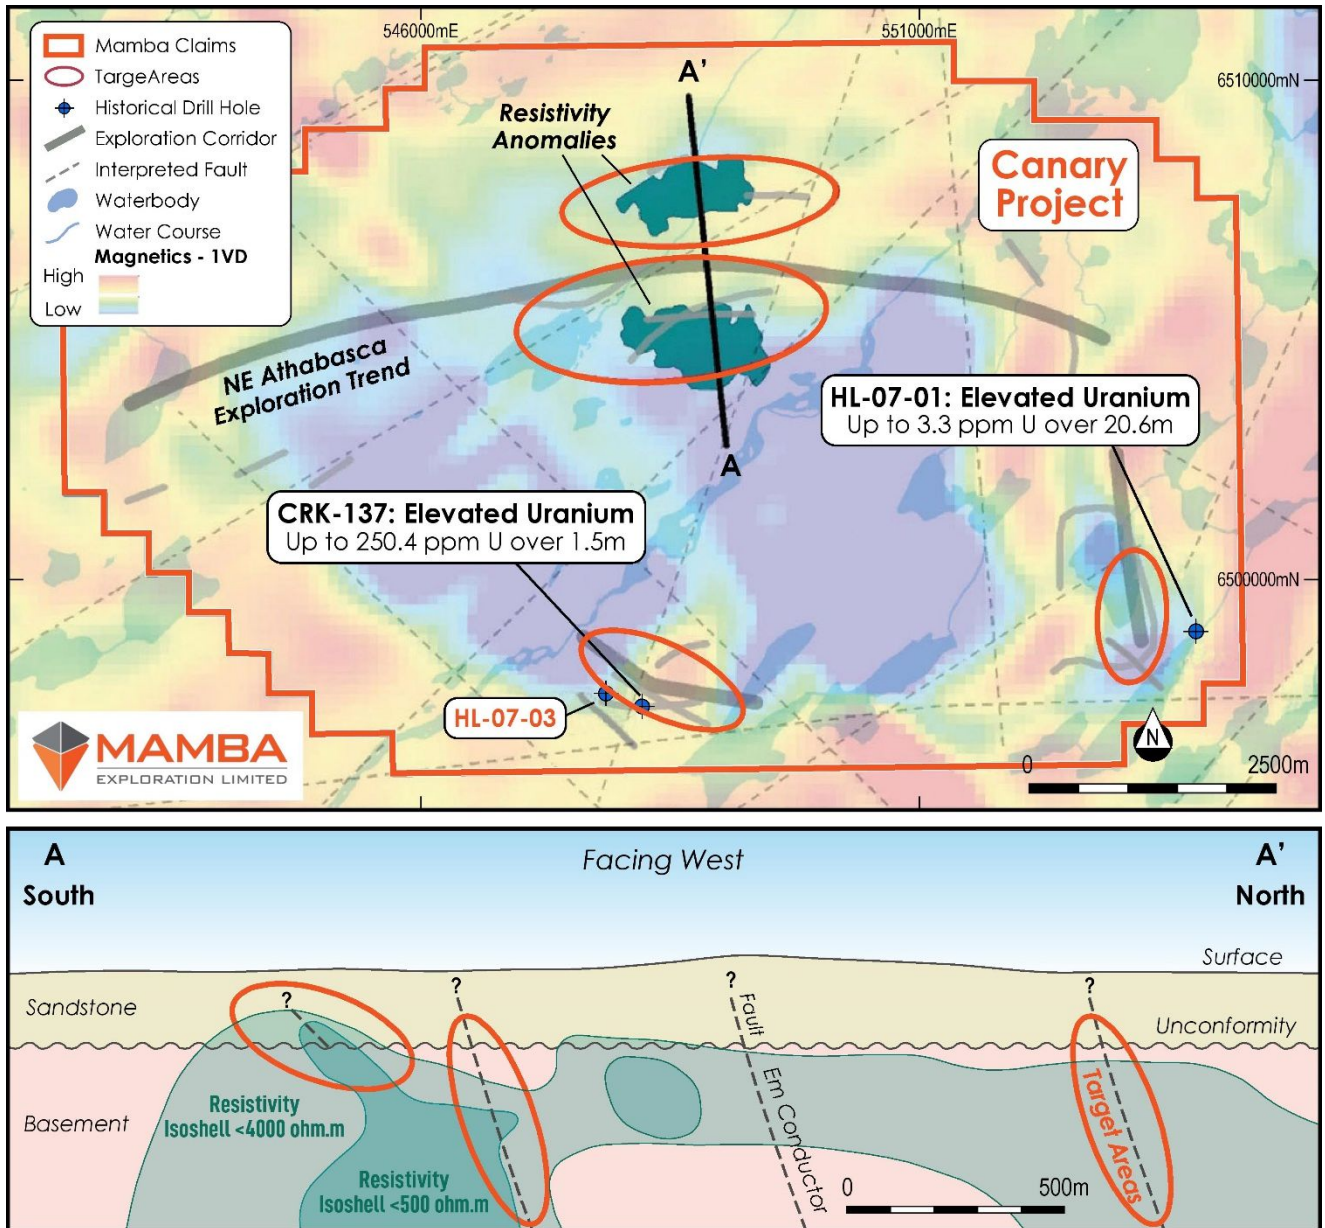 546000mE
551000mE
6510000mN
Mamba Claims
TargeAreas
Historical Drill Hole
Exploration Corridor
Interpreted Fault
Waterbody
Water Course
Magnetics - 1VD
High
Low
A'
Resistivity
Anomalies
Canary
Project
NE Athabasca
Exploration Trend
HL-07-01: Elevated Uranium
Up to 3.3 ppm U over 20.6m
A
CRK-137: Elevated Uranium
Up to 250.4 ppm U over 1.5m
6500000mN
HL-07-03
MAMBA
EXPLORATION LIMITED
N
0
2500m
A
Facing West
A'
South
North
Surface
Sandstone
Unconformity
?
?
?
?
Fault
Em Conductor
Basement
Resistivity
Isoshell <4000 ohm.m
Resistivity
Isoshell <500 ohm.m
Target Areas
0
500m